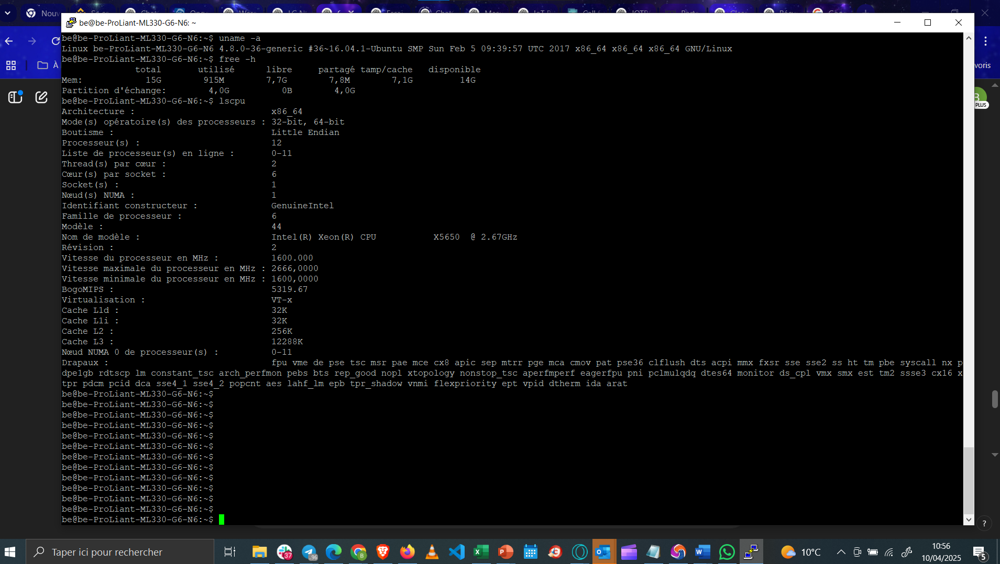 Nouv
be@be-ProLiant-ML330-G6-N6: ~
À
voris
PLUS
be@be-ProLiant-ML330-G6-N6:~$ uname -a
Linux be-ProLiant-ML330-G6-N6 4.8.0-36-generic #36~16.04.1-Ubuntu SMP Sun Feb 5 09:39:57 UTC 2017 x86_64 x86_64 x86_64 GNU/Linux
be@be-ProLiant-ML330-G6-N6:~$ free -h
total utilisé libre partagé tamp/cache disponible
Mem: 15G 915M 7,7G 7,8M 7,1G 14G
Partition d'échange: 4,0G 0B 4,0G
be@be-ProLiant-ML330-G6-N6:~$ lscpu
Architecture : x86_64
Mode(s) opératoire(s) des processeurs : 32-bit, 64-bit
Boutisme : Little Endian
Processeur(s) : 12
Liste de processeur(s) en ligne : 0-11
Thread(s) par cœur : 2
Cœur(s) par socket : 6
Socket(s) : 1
Nœud(s) NUMA : 1
Identifiant constructeur : GenuineIntel
Famille de processeur : 6
Modèle : 44
Nom de modèle : Intel(R) Xeon(R) CPU X5650 @ 2.67GHz
Révision : 2
Vitesse du processeur en MHz : 1600.000
Vitesse maximale du processeur en MHz : 2666,0000
Vitesse minimale du processeur en MHz : 1600,0000
BogoMIPS : 5319.67
Virtualisation : VT-x
Cache L1d : 32K
Cache L1i : 32K
Cache L2 : 256K
Cache L3 : 12288K
Nœud NUMA 0 de processeur(s) : 0-11
Drapaux : fpu vme de pse tsc msr pae mce cx8 apic sep mtrr pge mca cmov pat pse36 clflush dts acpi mmx fxsr sse sse2 ss ht tm pbe syscall nx p
dpe1gb rdtscp lm constant_tsc arch_perfmon pebs bts rep_good nopl xtopology nonstop_tsc aperfmperf eagerfpu pni pclmulqdq dtes64 monitor ds_cpl vmx smx est tm2 ssse3 cx16 x
tpr pdcm pcid dca sse4_1 sse4_2 popcnt aes lahf_lm epb tpr_shadow vnmi flexpriority ept vpid dtherm ida arat
be@be-ProLiant-ML330-G6-N6:~$
be@be-ProLiant-ML330-G6-N6:~$
be@be-ProLiant-ML330-G6-N6:~$
be@be-ProLiant-ML330-G6-N6:~$
be@be-ProLiant-ML330-G6-N6:~$
be@be-ProLiant-ML330-G6-N6:~$
be@be-ProLiant-ML330-G6-N6:~$
be@be-ProLiant-ML330-G6-N6:~$
be@be-ProLiant-ML330-G6-N6:~$
be@be-ProLiant-ML330-G6-N6:~$
be@be-ProLiant-ML330-G6-N6:~$
be@be-ProLiant-ML330-G6-N6:~$
be@be-ProLiant-ML330-G6-N6:~$
?
Taper ici pour rechercher
37
96
10°C
10:56
10/04/2025
5